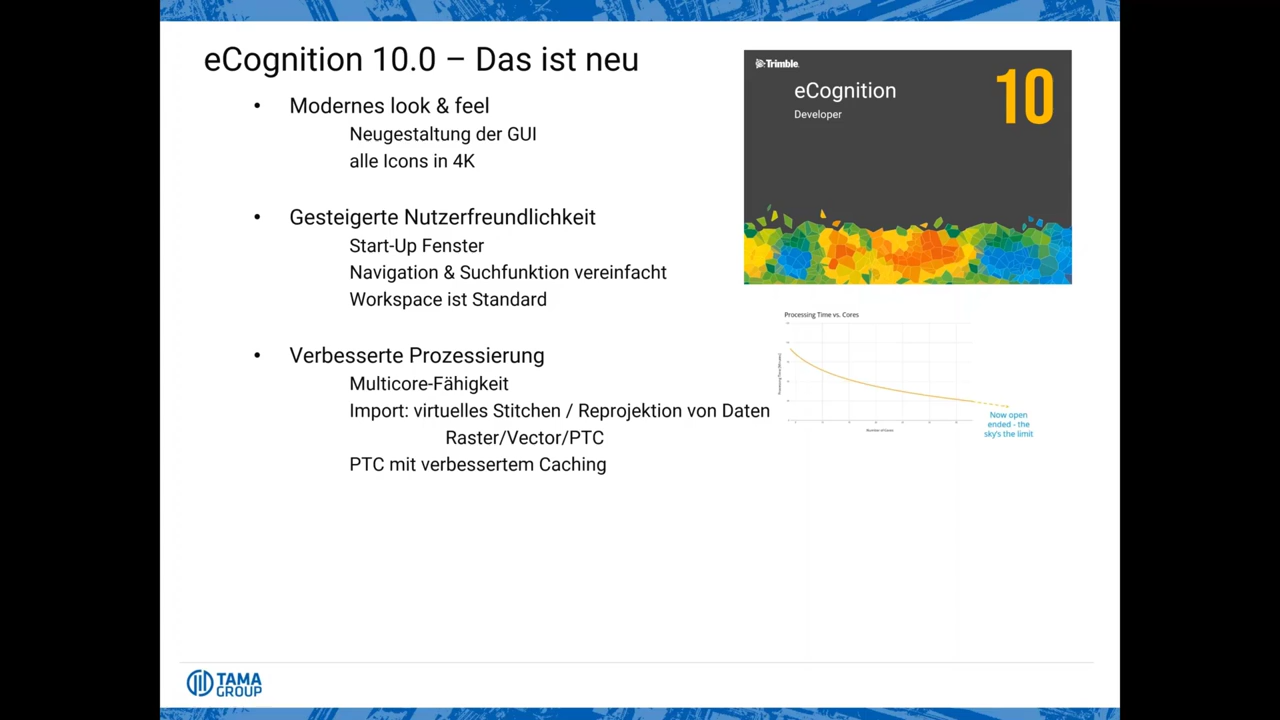 eCognition 10.0 – Das ist neu
• Modernes look & feel
Neugestaltung der GUI
alle Icons in 4K
• Gesteigerte Nutzerfreundlichkeit
Start-Up Fenster
Navigation & Suchfunktion vereinfacht
Workspace ist Standard
• Verbesserte Prozessierung
Multicore-Fähigkeit
Import: virtuelles Stitchen / Reprojektion von Daten
Raster/Vector/PTC
PTC mit verbessertem Caching
Trimble.
eCognition
Developer
10
Processing Time vs. Cores
Number of Cores
Now open
ended - the
sky's the limit
TAMA
GROUP